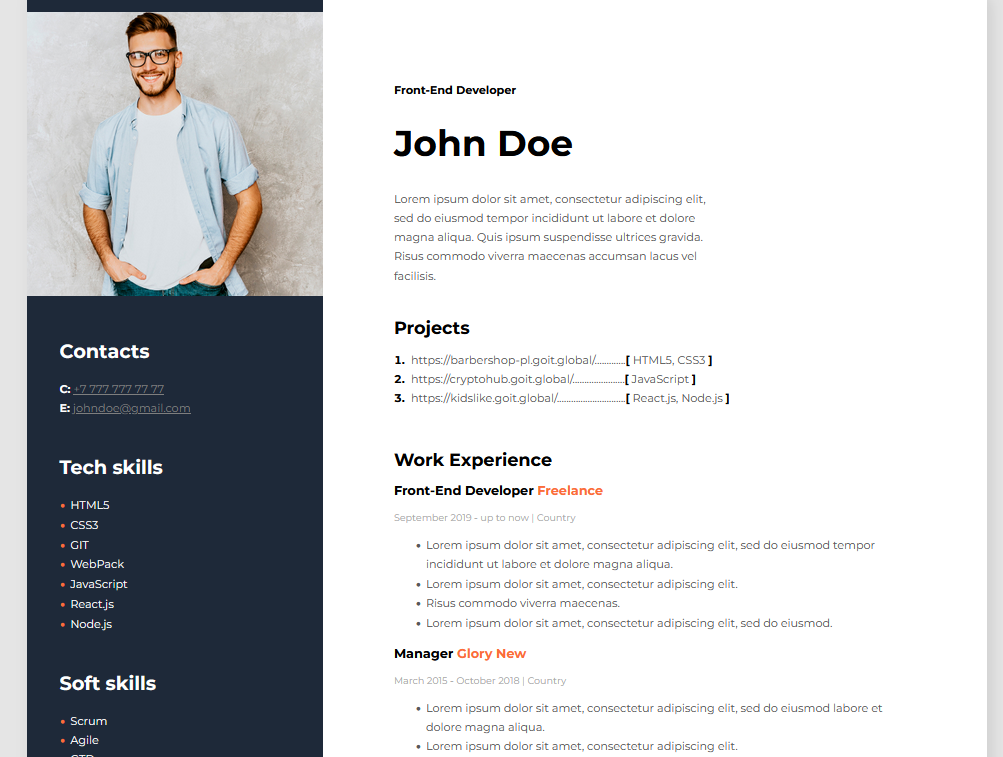 Contacts
C: +7 777 777 77 77
E: johndoe@gmail.com
Tech skills
• HTML5
• CSS3
• GIT
• WebPack
• JavaScript
• React.js
• Node.js
Soft skills
• Scrum
• Agile
Front-End Developer
John Doe
Lorem ipsum dolor sit amet, consectetur adipiscing elit,
sed do eiusmod tempor incididunt ut labore et dolore
magna aliqua. Quis ipsum suspendisse ultrices gravida.
Risus commodo viverra maecenas accumsan lacus vel
facilisis.
Projects
1. https://barbershop-pl.goit.global/............[ HTML5, CSS3 ]
2. https://cryptohub.goit.global/....................[ JavaScript ]
3. https://kidslike.goit.global/..........................[ React.js, Node.js ]
Work Experience
Front-End Developer Freelance
September 2019 - up to now | Country
• Lorem ipsum dolor sit amet, consectetur adipiscing elit, sed do eiusmod tempor
incididunt ut labore et dolore magna aliqua.
• Lorem ipsum dolor sit amet, consectetur adipiscing elit.
• Risus commodo viverra maecenas.
• Lorem ipsum dolor sit amet, consectetur adipiscing elit, sed do eiusmod.
Manager Glory New
March 2015 - October 2018 | Country
• Lorem ipsum dolor sit amet, consectetur adipiscing elit, sed do eiusmod labore et
dolore magna aliqua.
• Lorem ipsum dolor sit amet, consectetur adipiscing elit.